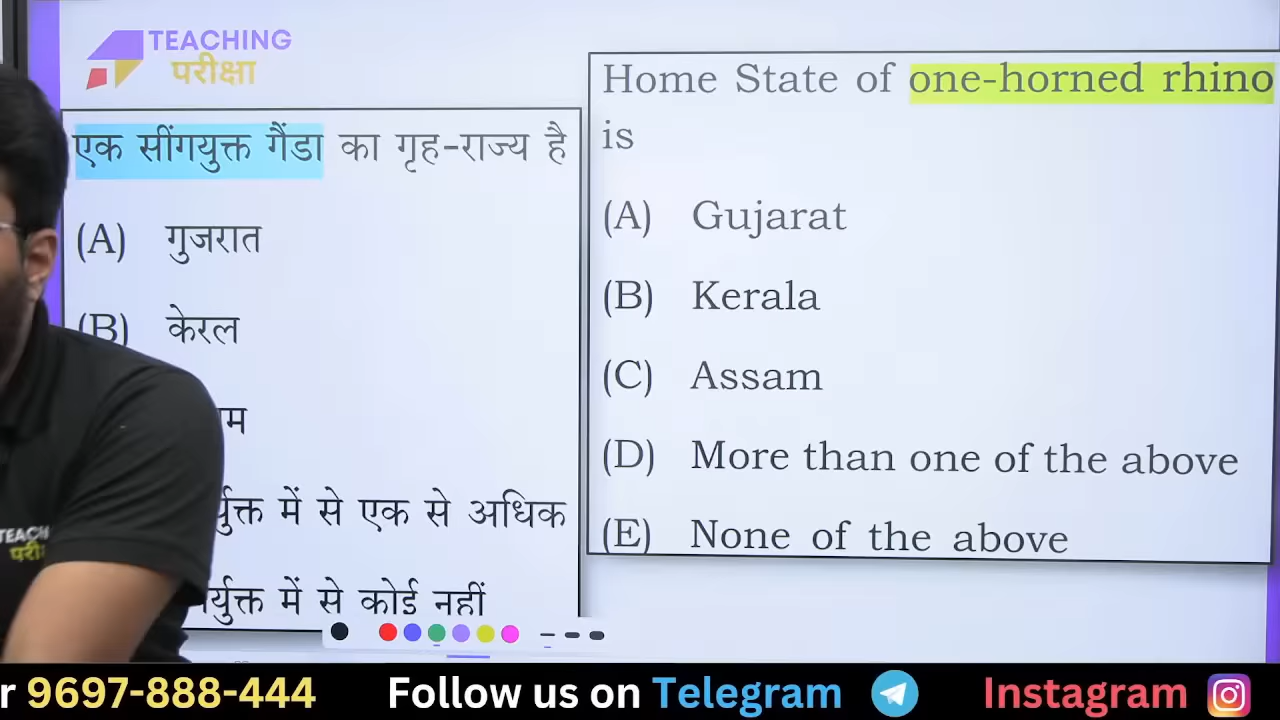 TEACHING
परीक्षा
एक सींगयुक्त गैंडा का गृह-राज्य है
(A) गुजरात
(B) केरल
में से एक से अधिक
में से कोई नहीं
Home State of one-horned rhino
is
(A) Gujarat
(B) Kerala
(C) Assam
(D) More than one of the above
(E) None of the above
TEACH
9697-888-444 Follow us on Telegram Instagram